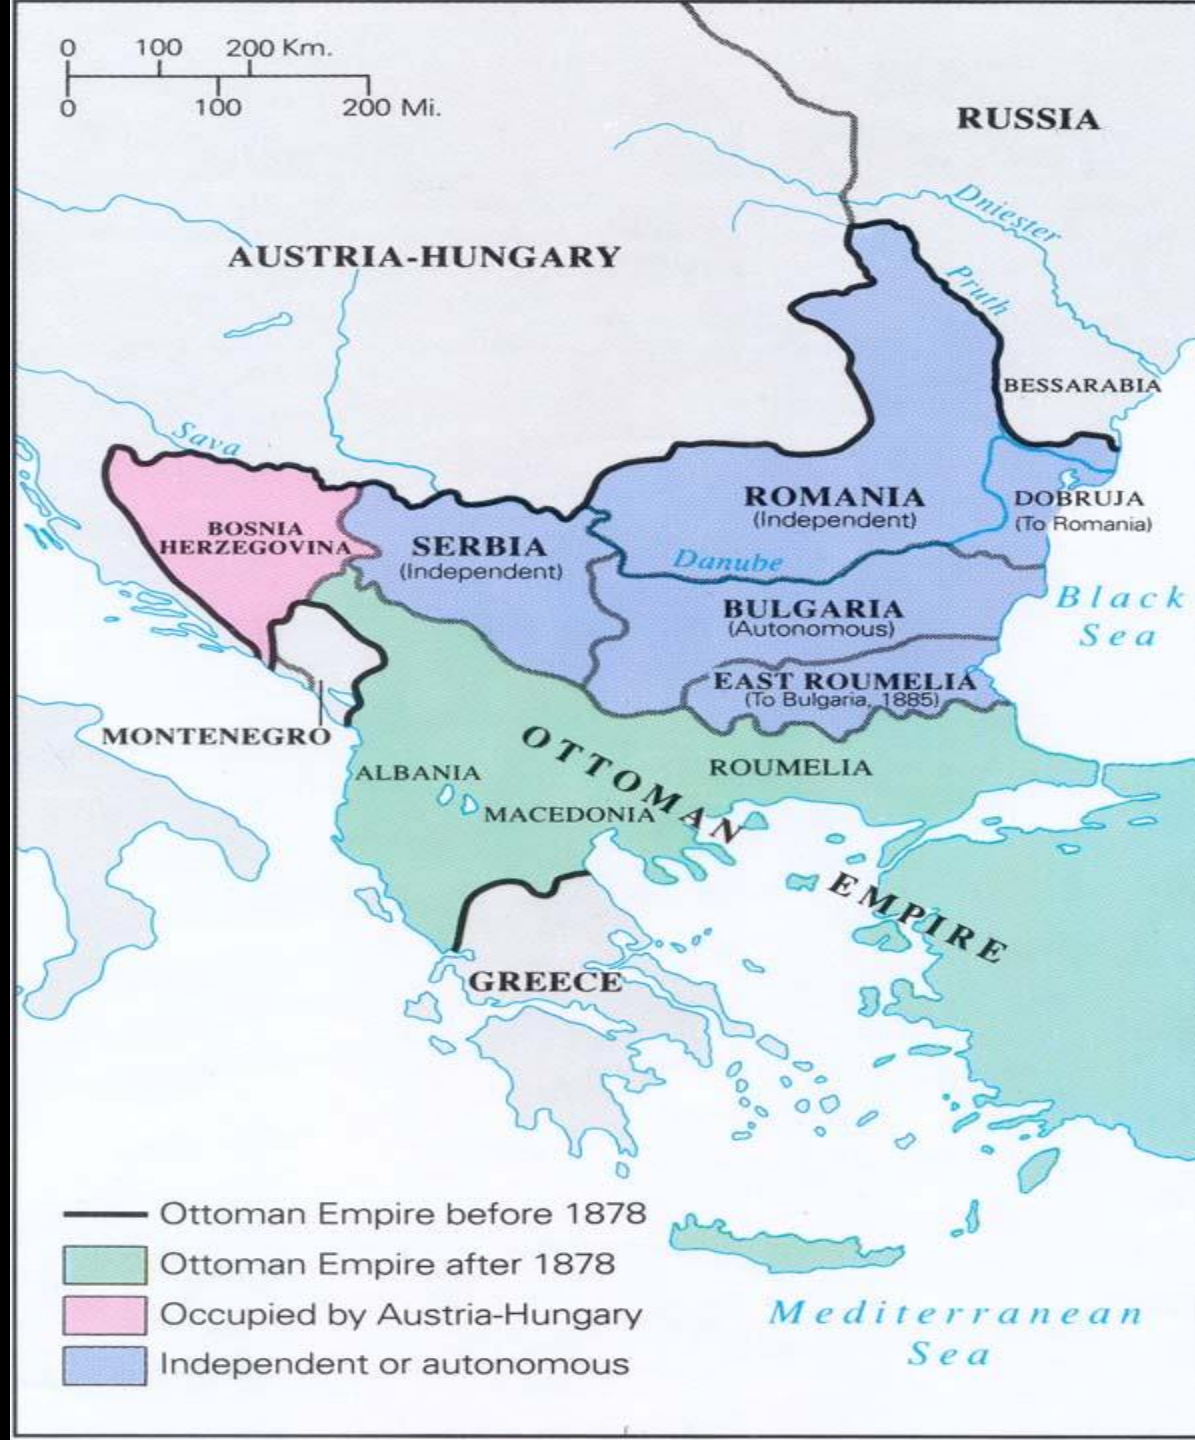 0 100 200 Km.
0 100 200 Mi.
RUSSIA
Dniester
AUSTRIA-HUNGARY
Pruth
BESSARABIA
Sava
ROMANIA
(Independent)
DOBRUJA
(To Romania)
BOSNIA
HERZEGOVINA
SERBIA
(Independent)
Danube
Black
Sea
BULGARIA
(Autonomous)
EAST ROUMELIA
(To Bulgaria, 1885)
MONTENEGRO
OTTOMAN
EMPIRE
ALBANIA
ROUMELIA
MACEDONIA
GREECE
Ottoman Empire before 1878
Ottoman Empire after 1878
Occupied by Austria-Hungary
Independent or autonomous
Mediterranean
Sea